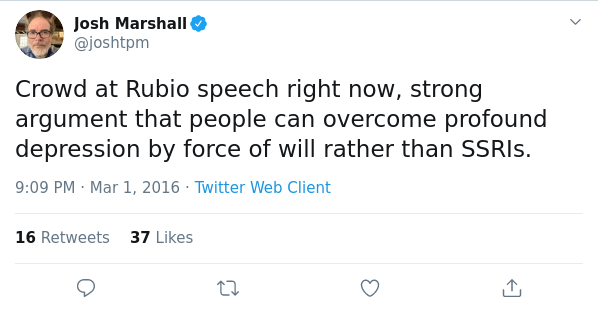 Josh Marshall
@joshtpm
Crowd at Rubio speech right now, strong
argument that people can overcome profound
depression by force of will rather than SSRIs.
9:09 PM · Mar 1, 2016 · Twitter Web Client
16 Retweets 37 Likes